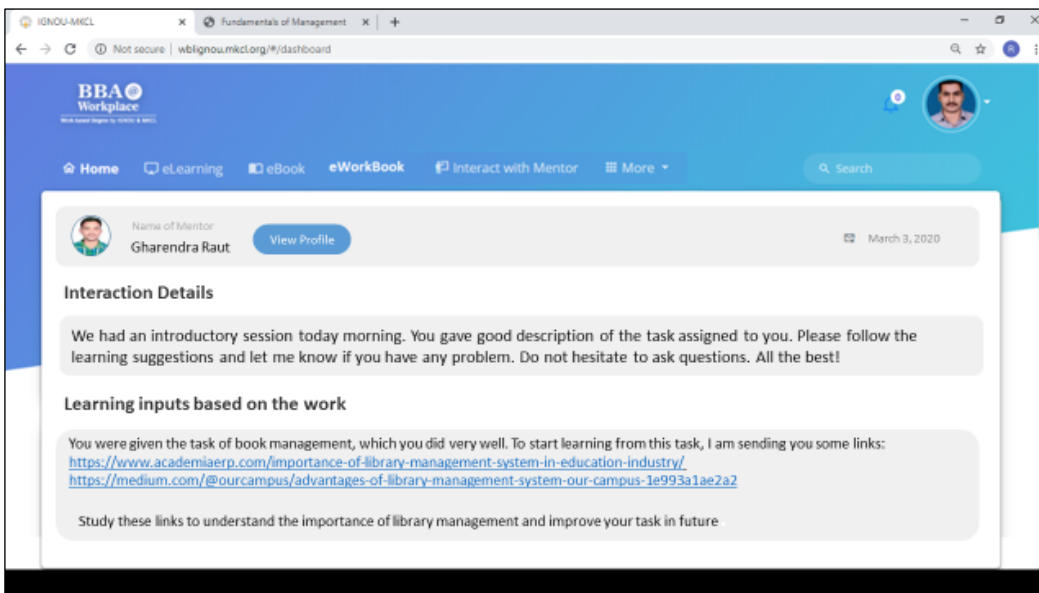 IGNOU-MKCL
Fundamentals of Management
Not secure | wblignou.mkcl.org/#/dashboard
BBA
Workplace
Work based Degree by IGNOU & MKCL
0
Home eLearning eBook eWorkBook Interact with Mentor More Search
Name of Mentor
Gharendra Raut
View Profile
March 3, 2020
Interaction Details
We had an introductory session today morning. You gave good description of the task assigned to you. Please follow the
learning suggestions and let me know if you have any problem. Do not hesitate to ask questions. All the best!
Learning inputs based on the work
You were given the task of book management, which you did very well. To start learning from this task, I am sending you some links:
https://www.academiaerp.com/importance-of-library-management-system-in-education-industry/
https://medium.com/@ourcampus/advantages-of-library-management-system-our-campus-1e993a1ae2a2
Study these links to understand the importance of library management and improve your task in future